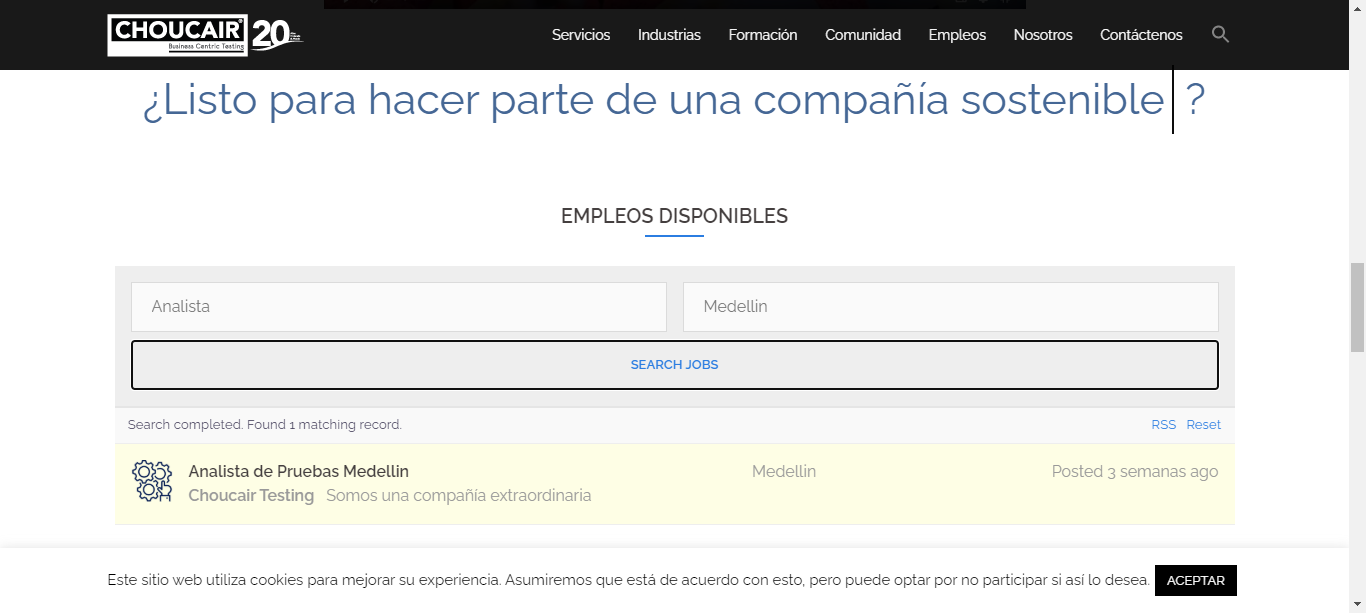 CHOUCAIR® 20
Business Centric Testing
Servicios Industrias Formación Comunidad Empleos Nosotros Contáctenos
¿Listo para hacer parte de una compañía sostenible ?
EMPLEOS DISPONIBLES
Analista Medellin
SEARCH JOBS
Search completed. Found 1 matching record. RSS Reset
Analista de Pruebas Medellin Medellin Posted 3 semanas ago
Choucair Testing Somos una compañía extraordinaria
Este sitio web utiliza cookies para mejorar su experiencia. Asumiremos que está de acuerdo con esto, pero puede optar por no participar si así lo desea. ACEPTAR